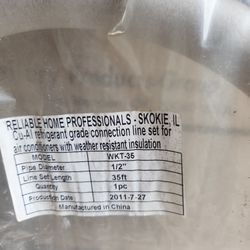 RELIABLE HOME PROFESSIONALS - SKOKIE, IL
Cu-Al refrigerant grade connection line set for
air conditioners with weather resistant insulation
MODEL WKT-35
Pipe Diameter 1/2"
Line Set Length 35ft
Quantity 1pc
Production Date 2011-7-27
Manufactured in China